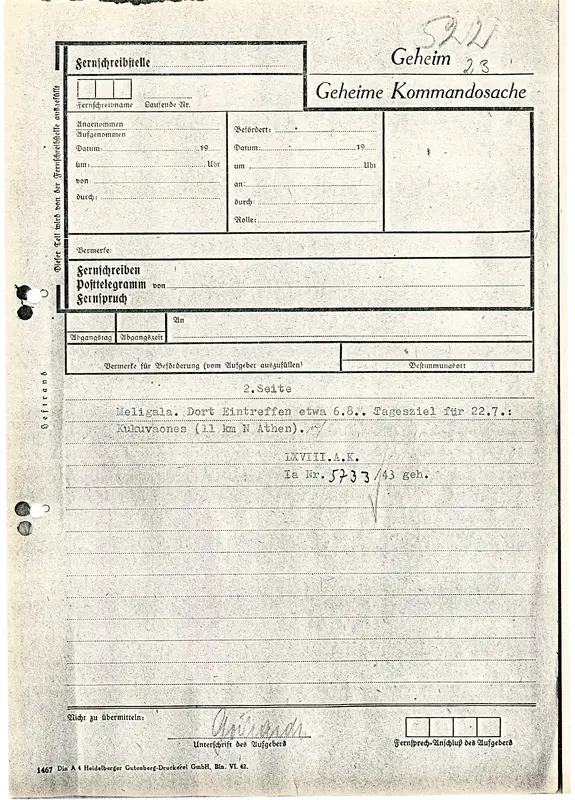 522
23
Geheim
Geheime Kommandosache
Fernschreibstelle
Fernschreibname Laufende Nr.
Dieser Teil wird von der Fernschreibstelle ausgefüllt
Angenommen
Aufgenommen
Datum: 19
um: Uhr
von:
durch:
Befördert:
Datum: 19
um Uhr
an:
durch:
Rolle:
Vermerke:
Fernschreiben
Posttelegramm von
Fernspruch
Abgangstag Abgangszeit
An
Vermerke für Beförderung (vom Aufgeber auszufüllen)
Bestimmungsort
Heftrand
2.Seite
Meligala. Dort Eintreffen etwa 6.8.. Tagesziel für 22.7.:
Kukuvaones (11 km N Athen).
LXVIII.A.K.
Ia Nr. 5733/43 geh.
Nicht zu übermitteln:
Unterschrift des Aufgebers
Fernsprech-Anschluß des Aufgebers
1467 Din A 4 Heidelberger Gutenberg-Druckerei GmbH, Bln. VI. 42.